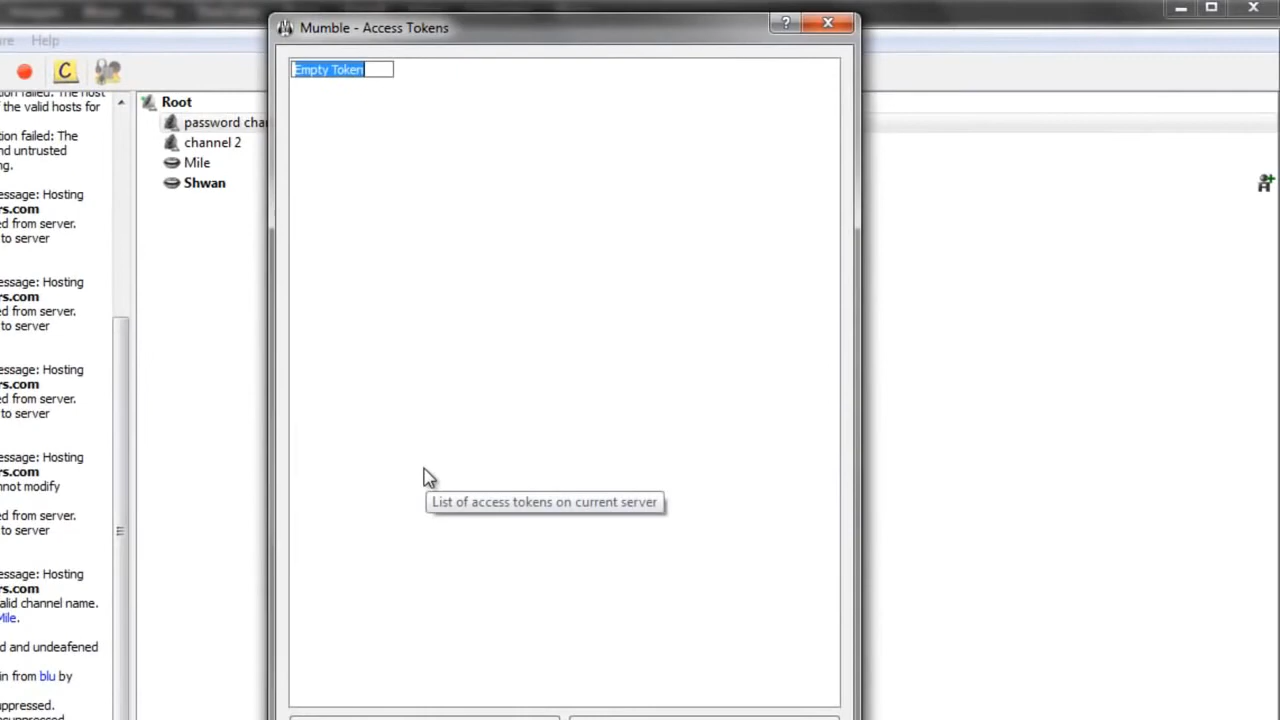 Mumble - Access Tokens
Help
Empty Token
C
Root
password cha
channel 2
Mile
Shwan
the valid hosts for
tion failed: The
nd untrusted
ng.
essage: Hosting
rs.com
ed from server.
to server
essage: Hosting
rs.com
ed from server.
to server
essage: Hosting
rs.com
ed from server.
to server
essage: Hosting
rs.com
nnot modify
ed from server.
to server
essage: Hosting
rs.com
alid channel name.
Mile.
d and undeafened
in from blu by
ppressed.
List of access tokens on current server